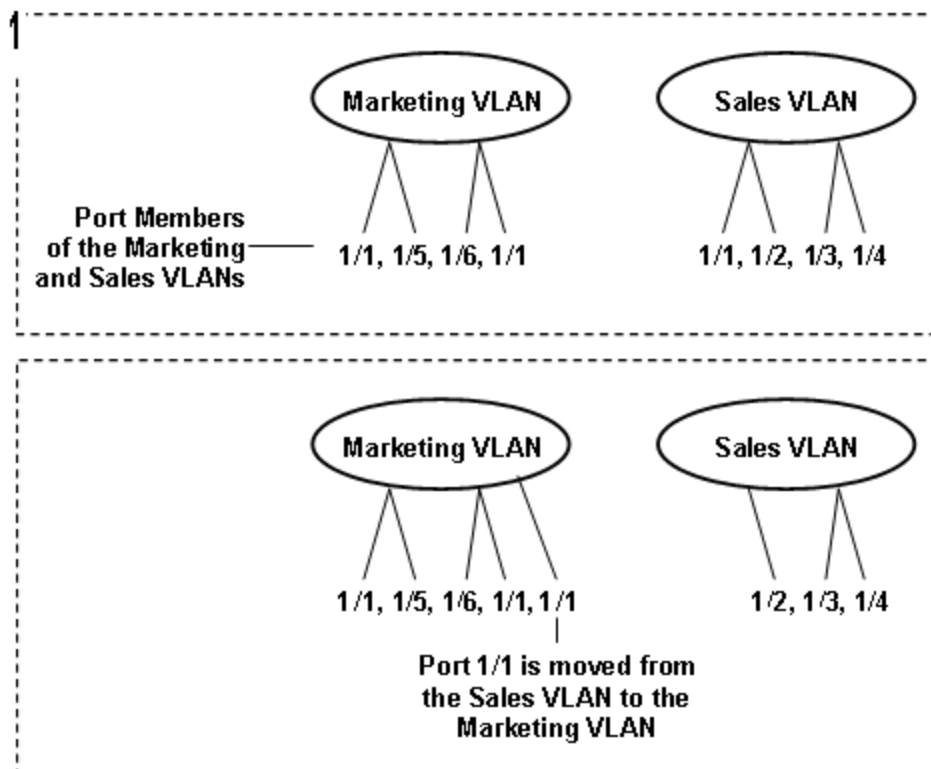 1
Marketing VLAN
Sales VLAN
Port Members
of the Marketing
and Sales VLANs
1/1, 1/5, 1/6, 1/1
1/1, 1/2, 1/3, 1/4
Marketing VLAN
Sales VLAN
1/1, 1/5, 1/6, 1/1, 1/1
1/2, 1/3, 1/4
Port 1/1 is moved from
the Sales VLAN to the
Marketing VLAN